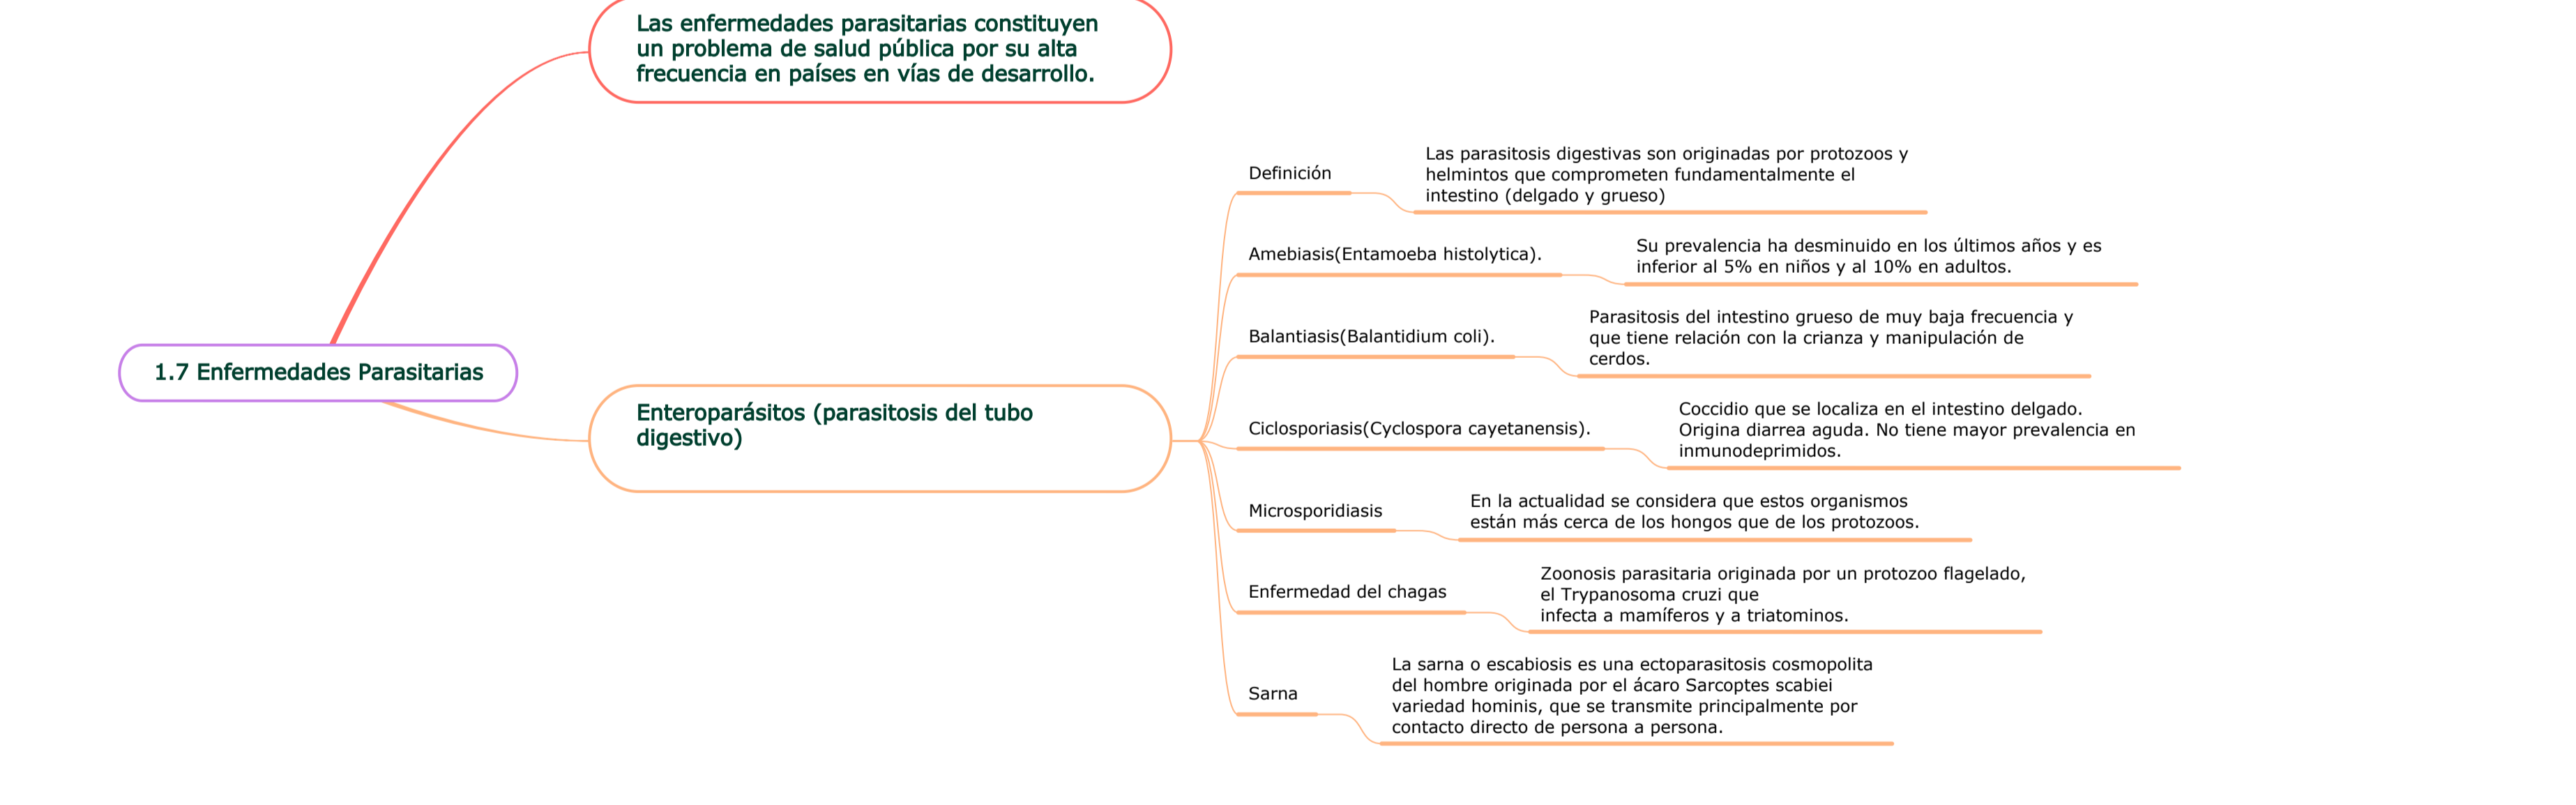 Las enfermedades parasitarias constituyen
un problema de salud pública por su alta
frecuencia en países en vías de desarrollo.
1.7 Enfermedades Parasitarias
Enteroparásitos (parasitosis del tubo
digestivo)
Definición
Las parasitosis digestivas son originadas por protozoos y
helmintos que comprometen fundamentalmente el
intestino (delgado y grueso)
Amebiasis(Entamoeba histolytica).
Su prevalencia ha desminuido en los últimos años y es
inferior al 5% en niños y al 10% en adultos.
Balantiasis(Balantidium coli).
Parasitosis del intestino grueso de muy baja frecuencia y
que tiene relación con la crianza y manipulación de
cerdos.
Ciclosporiasis(Cyclospora cayetanensis).
Coccidio que se localiza en el intestino delgado.
Origina diarrea aguda. No tiene mayor prevalencia en
inmunodeprimidos.
Microsporidiasis
En la actualidad se considera que estos organismos
están más cerca de los hongos que de los protozoos.
Enfermedad del chagas
Zoonosis parasitaria originada por un protozoo flagelado,
el Trypanosoma cruzi que
infecta a mamíferos y a triatominos.
Sarna
La sarna o escabiosis es una ectoparasitosis cosmopolita
del hombre originada por el ácaro Sarcoptes scabiei
variedad hominis, que se transmite principalmente por
contacto directo de persona a persona.